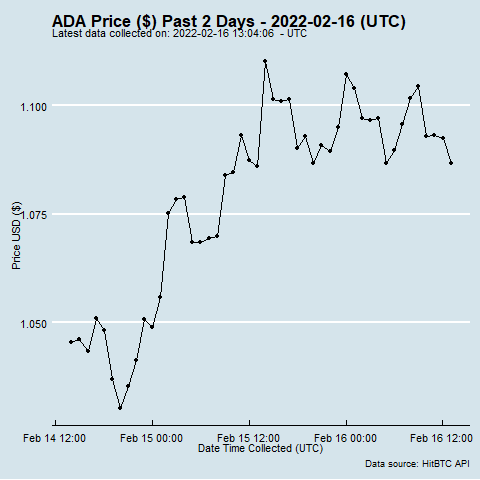 ADA Price ($) Past 2 Days - 2022-02-16 (UTC)
Latest data collected on: 2022-02-16 13:04:06 - UTC
1.100
1.075
1.050
Price USD ($)
Feb 14 12:00 Feb 15 00:00 Feb 15 12:00 Feb 16 00:00 Feb 16 12:00
Date Time Collected (UTC)
Data source: HitBTC API